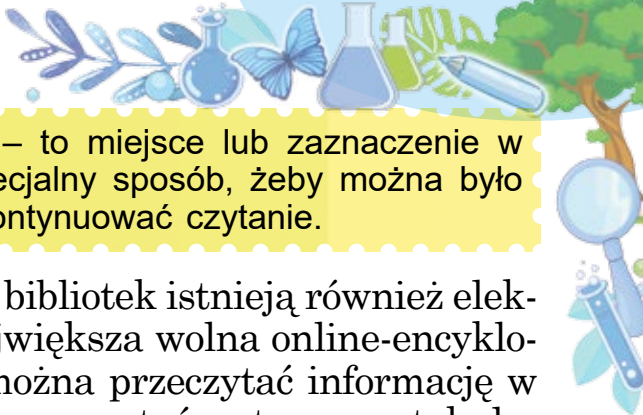 – to miejsce lub zaznaczenie w
ecjalny sposób, żeby można było
ontynuować czytanie.
bibliotek istnieją również elek-
większa wolna online-encyklo-
można przeczytać informację w